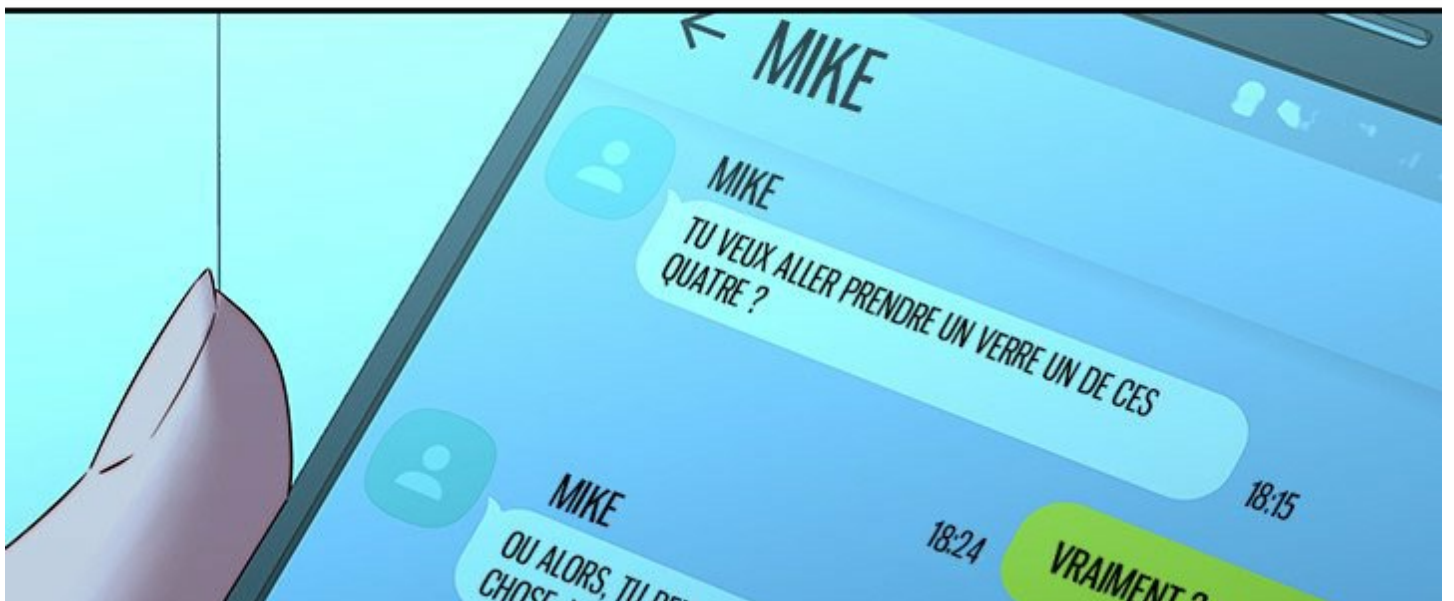 MIKE
MIKE
TU VEUX ALLER PRENDRE UN VERRE UN DE CES
QUATRE ?
18:15
18:24
VRAIMENT ?
MIKE
OU ALORS, TU
CHOSE